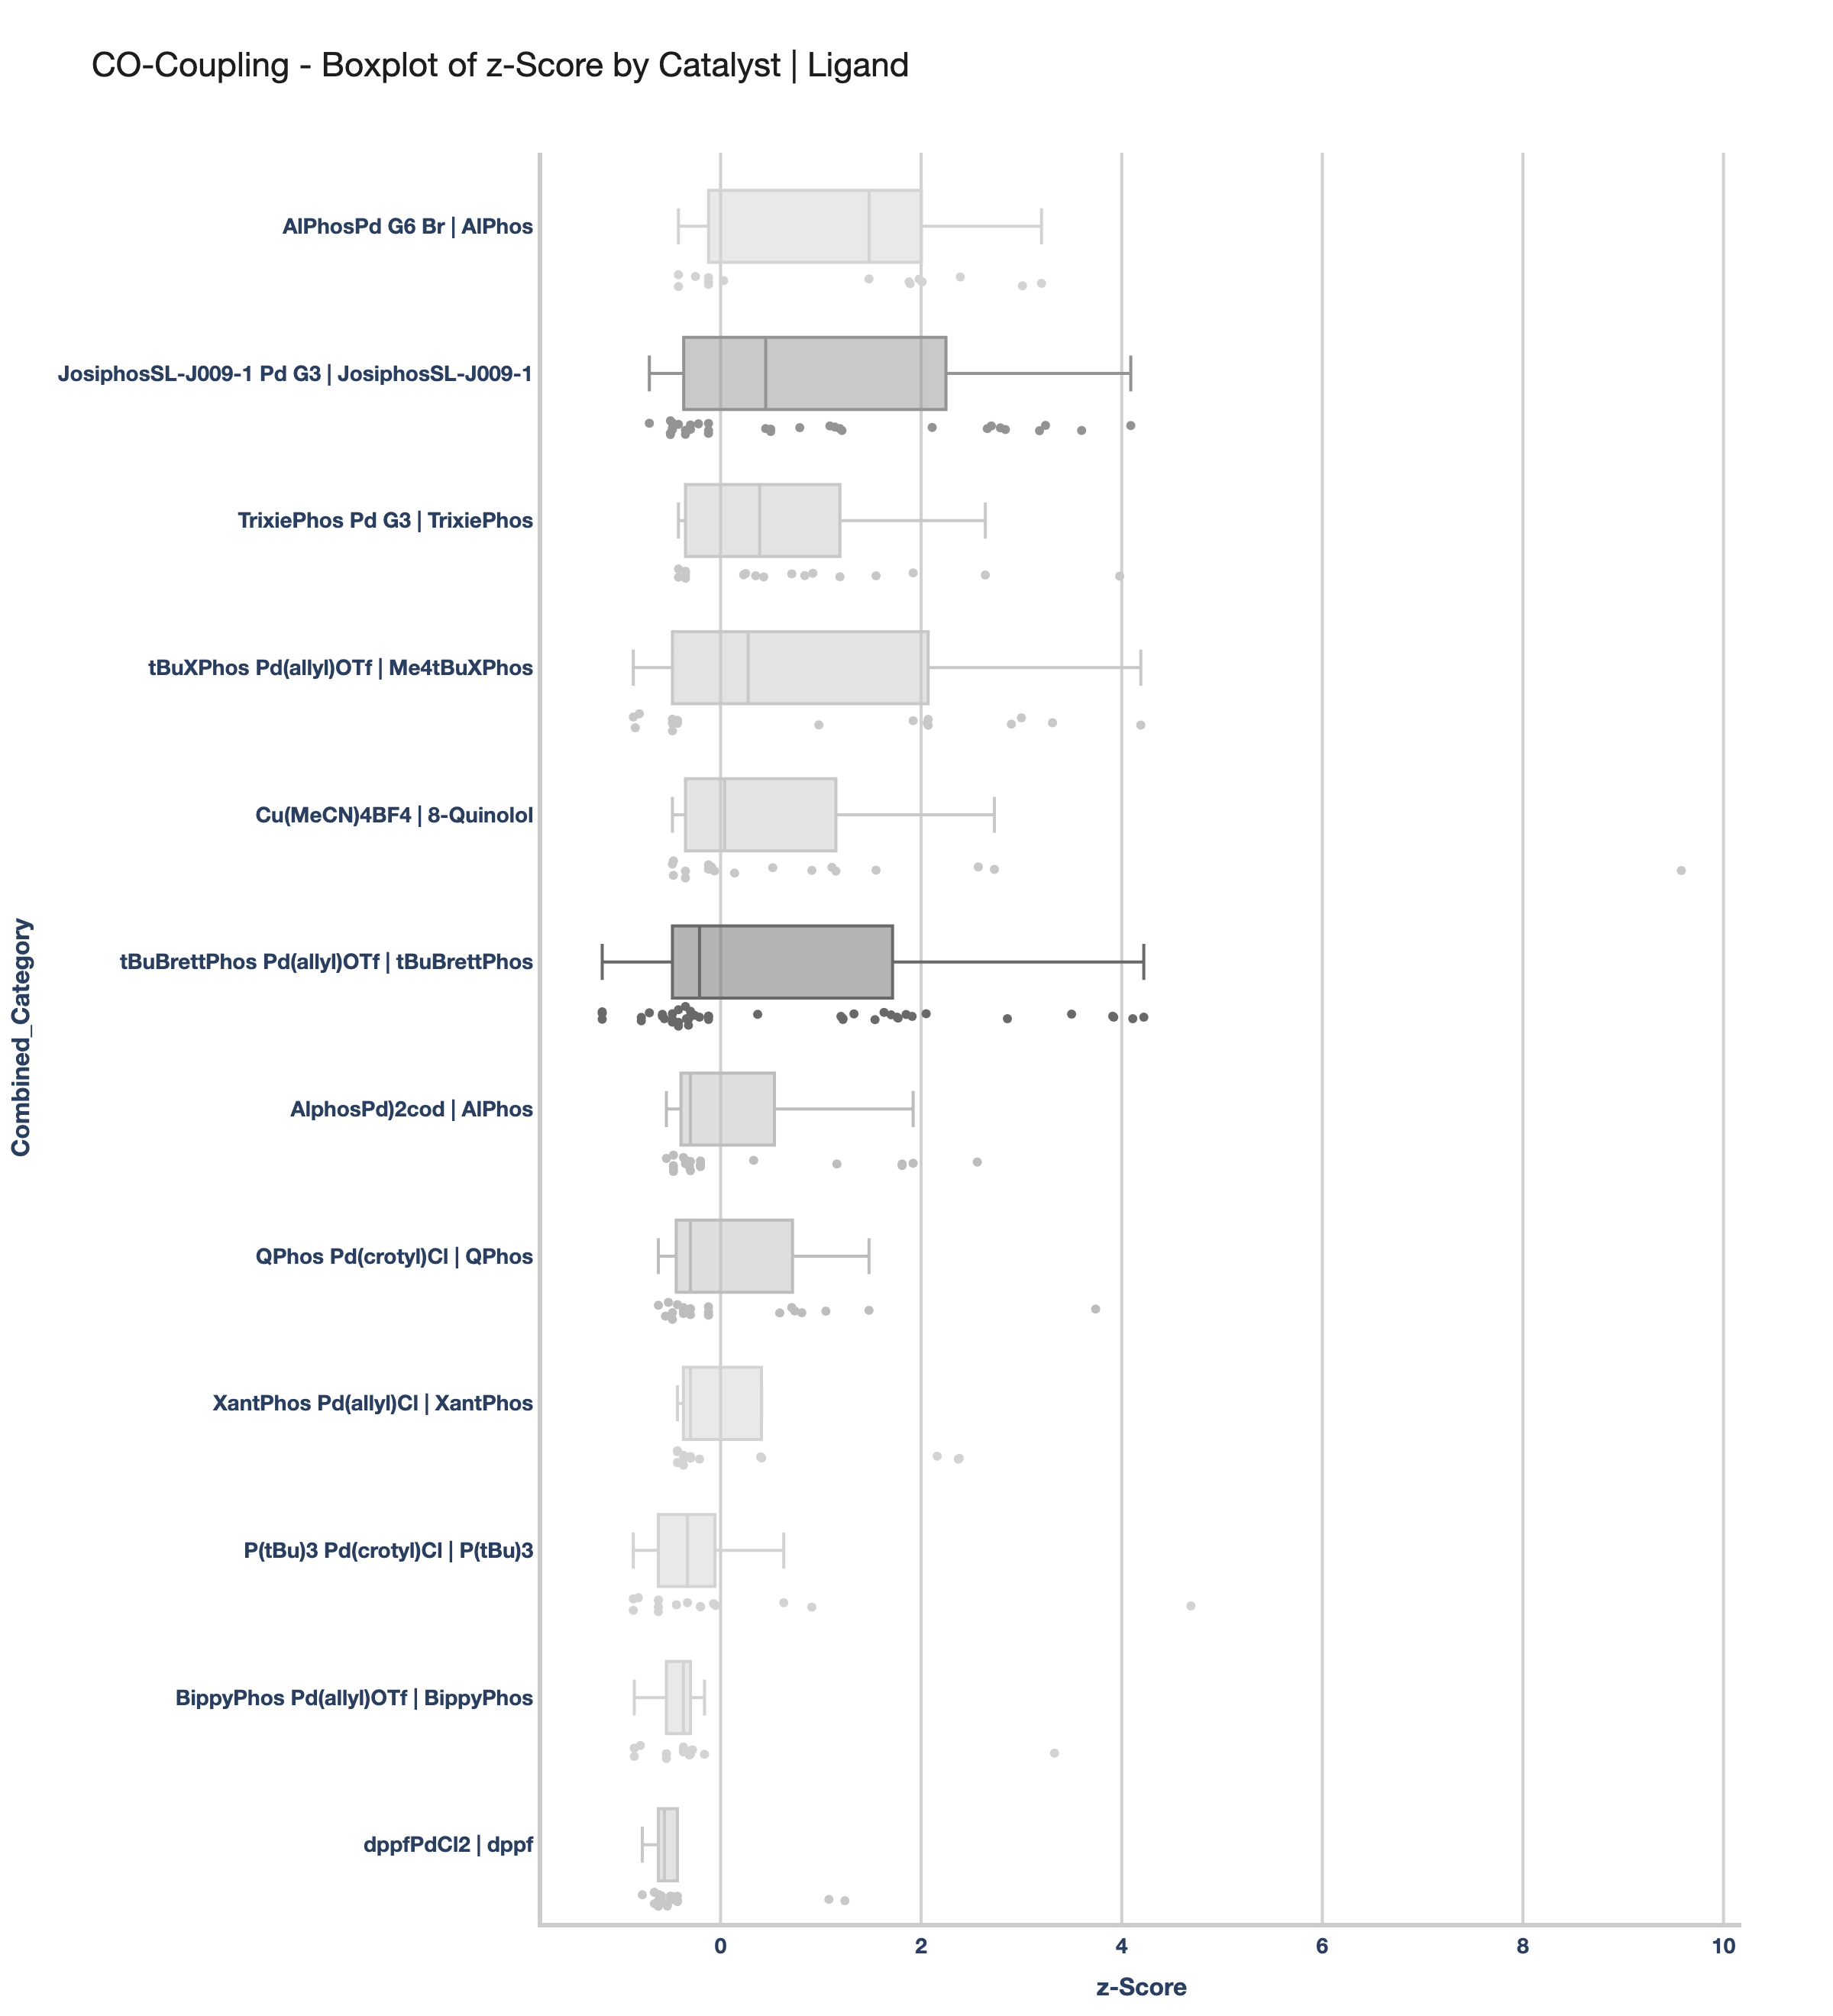 CO-Coupling - Boxplot of z-Score by Catalyst | Ligand
AlPhosPd G6 Br | AlPhos
JosiphosSL-J009-1 Pd G3 | JosiphosSL-J009-1
TrixiePhos Pd G3 | TrixiePhos
tBuXPhos Pd(allyl)OTf | Me4tBuXPhos
Cu(MeCN)4BF4 | 8-Quinolol
tBuBrettPhos Pd(allyl)OTf | tBuBrettPhos
AlphosPd)2cod | AlPhos
QPhos Pd(crotyl)Cl | QPhos
XantPhos Pd(allyl)Cl | XantPhos
P(tBu)3 Pd(crotyl)Cl | P(tBu)3
BippyPhos Pd(allyl)OTf | BippyPhos
dppfPdCl2 | dppf
Combined_Category
0 2 4 6 8 10
z-Score